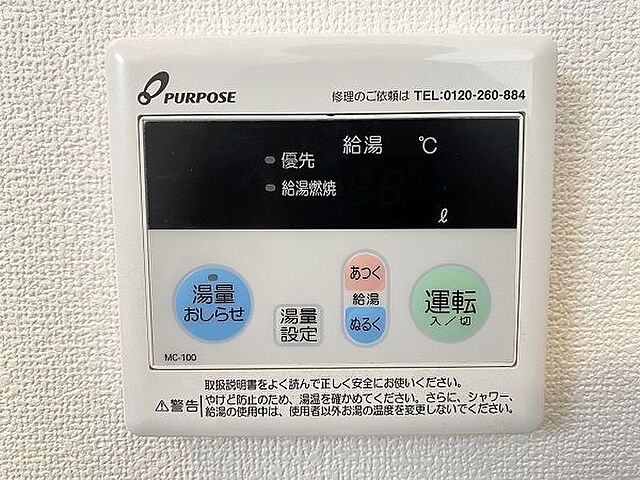 PURPOSE
修理のご依頼は TEL:0120-260-884
給湯 ℃
優先
給湯燃焼
ℓ
湯量
おしらせ
湯量
設定
あつく
給湯
ぬるく
運転
入/切
MC-100
取扱説明書をよく読んで正しく安全にお使いください。
⚠警告 やけど防止のため、湯温を確かめてください。さらに、シャワー、
給湯の使用中は、使用者以外お湯の温度を変更しないでください。